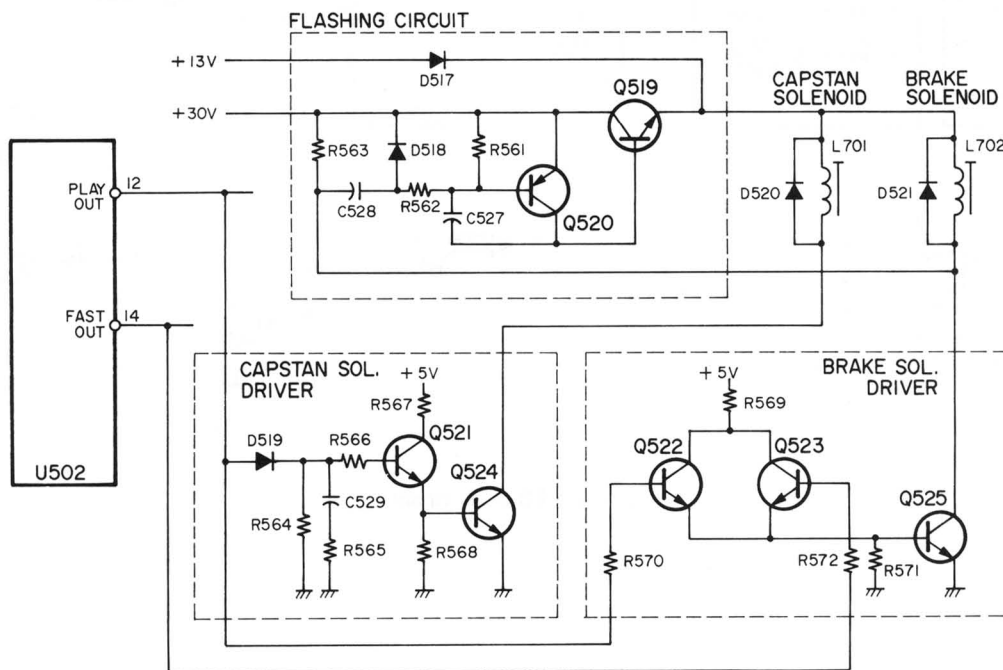 FLASHING CIRCUIT
+13V
D517
Q519
CAPSTAN
SOLENOID
BRAKE
SOLENOID
+30V
R563
D518
R561
L701
L702
C528
R562
C527
Q520
D520
D521
PLAY
OUT
12
FAST
OUT
14
U502
CAPSTAN SOL.
DRIVER
+5V
R567
D519
R566
Q521
C529
Q524
R564
R565
R568
BRAKE SOL.
DRIVER
+5V
R569
Q522
Q523
Q525
R570
R572
R571